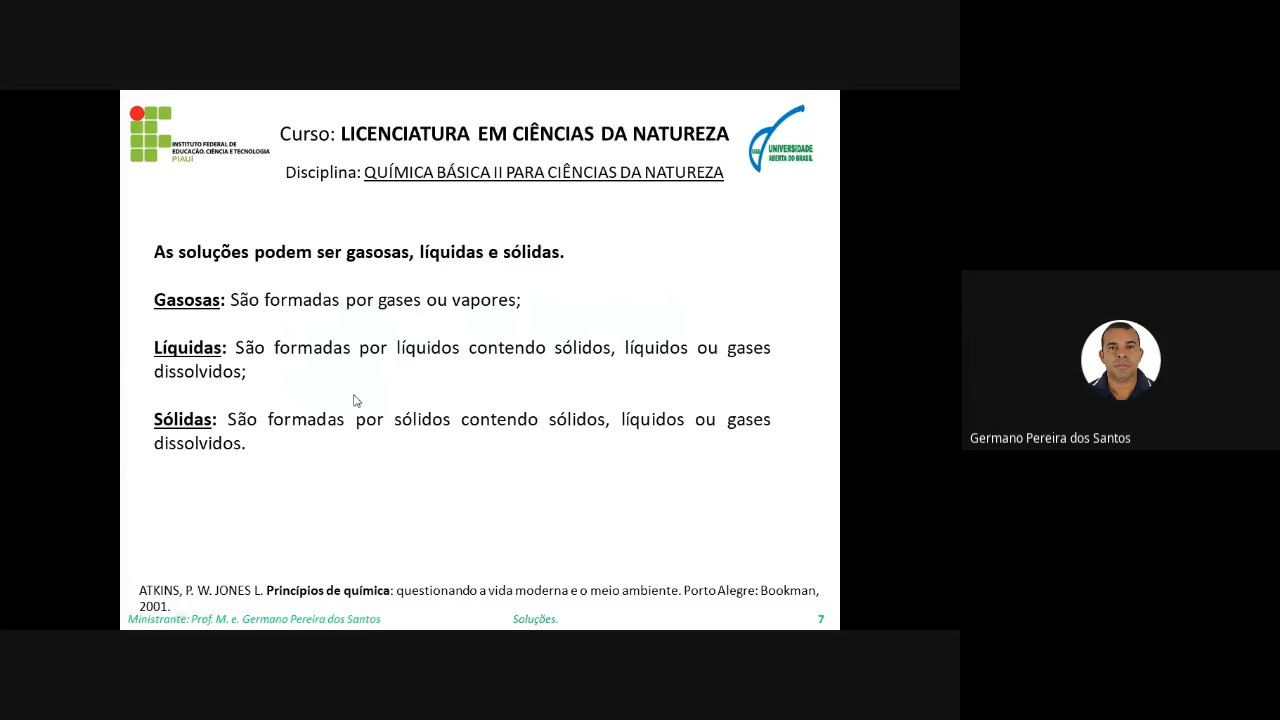 INSTITUTO FEDERAL DE
EDUCAÇÃO, CIÊNCIA E TECNOLOGIA
PIAUÍ
Curso: LICENCIATURA EM CIÊNCIAS DA NATUREZA
Disciplina: QUÍMICA BÁSICA II PARA CIÊNCIAS DA NATUREZA
UAB
UNIVERSIDADE
ABERTA DO BRASIL
As soluções podem ser gasosas, líquidas e sólidas.
Gasosas: São formadas por gases ou vapores;
Líquidas: São formadas por líquidos contendo sólidos, líquidos ou gases
dissolvidos;
Sólidas: São formadas por sólidos contendo sólidos, líquidos ou gases
dissolvidos.
ATKINS, P. W. JONES L. Princípios de química: questionando a vida moderna e o meio ambiente. Porto Alegre: Bookman,
2001.
Ministrante: Prof. M. e. Germano Pereira dos Santos
Soluções.
7
Germano Pereira dos Santos